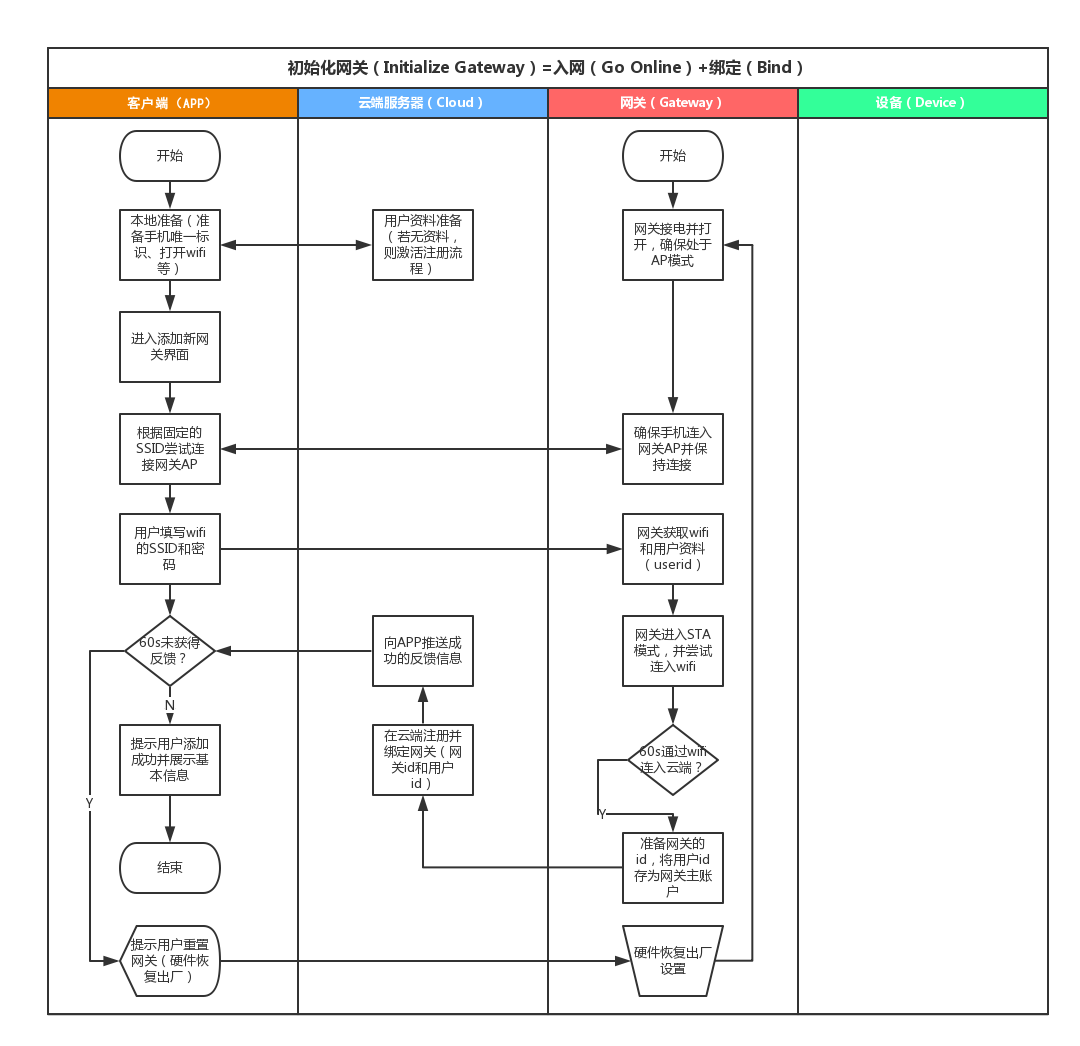 初始化网关（Initialize Gateway）=入网（Go Online）+绑定（Bind）
客户端（APP）
云端服务器（Cloud）
网关（Gateway）
设备（Device）
开始
本地准备（准
备手机唯一标
识、打开wifi
等）
进入添加新网
关界面
根据固定的
SSID尝试连
接网关AP
用户填写wifi
的SSID和密
码
60s未获得
反馈？
N
提示用户添加
成功并展示基
本信息
Y
结束
提示用户重置
网关（硬件恢
复出厂）
用户资料准备
（若无资料，
则激活注册流
程）
向APP推送成
功的反馈信息
在云端注册并
绑定网关（网
关id和用户
id）
开始
网关接电并打
开，确保处于
AP模式
确保手机连入
网关AP并保
持连接
网关获取wifi
和用户资料
（userid）
网关进入STA
模式，并尝试
连入wifi
60s通过wifi
连入云端？
Y
准备网关的
id，将用户id
存为网关主账
户
硬件恢复出厂
设置